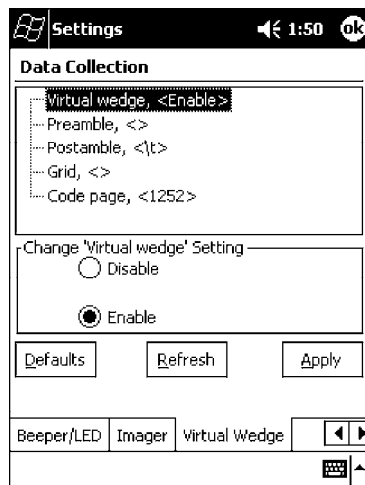 Settings 1:50 ok
Data Collection
Virtual wedge, <Enable>
Preamble, <>
Postamble, <\t>
Grid, <>
Code page, <1252>
Change 'Virtual wedge' Setting
Disable
Enable
Defaults Refresh Apply
Beeper/LED Imager Virtual Wedge